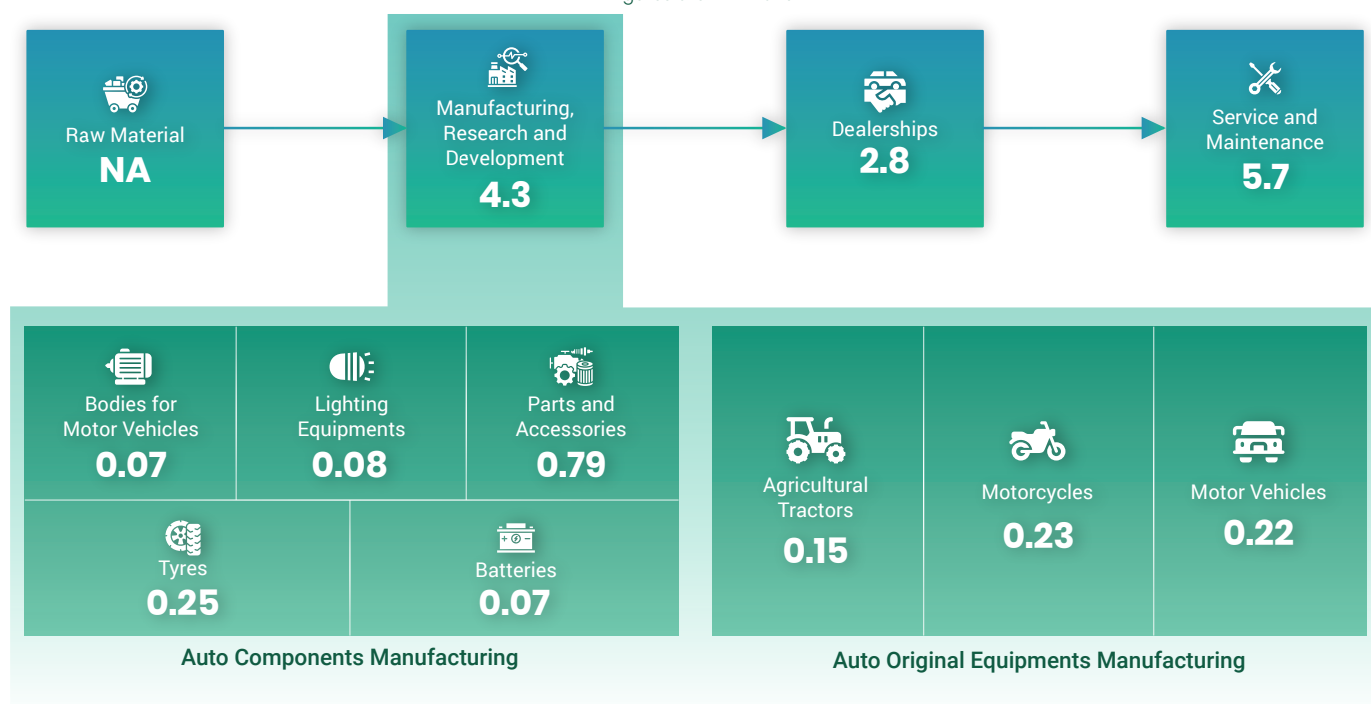 Raw Material
NA
Manufacturing,
Research and
Development
4.3
Dealerships
2.8
Service and
Maintenance
5.7
Bodies for
Motor Vehicles
0.07
Lighting
Equipments
0.08
Parts and
Accessories
0.79
Tyres
0.25
Batteries
0.07
Auto Components Manufacturing
Agricultural
Tractors
0.15
Motorcycles
0.23
Motor Vehicles
0.22
Auto Original Equipments Manufacturing